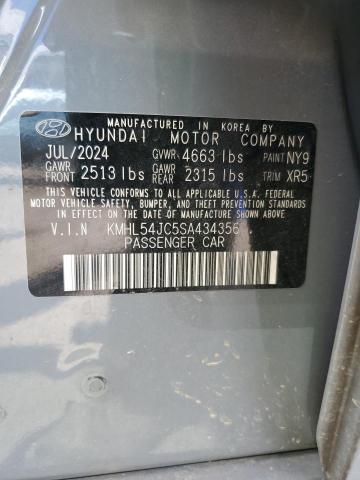 MANUFACTURED IN KOREA BY
HYUNDAI MOTOR COMPANY
JUL/2024 GVWR 4663 lbs PAINT NY9
GAWR FRONT 2513 lbs GAWR REAR 2315 lbs TRIM XR5
THIS VEHICLE CONFORMS TO ALL APPLICABLE U.S.A. FEDERAL
MOTOR VEHICLE SAFETY, BUMPER, AND THEFT PREVENTION
STANDARDS IN EFFECT ON THE DATE OF MANUFACTURE SHOWN ABOVE.
V.I.N KMHL54JC5SA434356
PASSENGER CAR